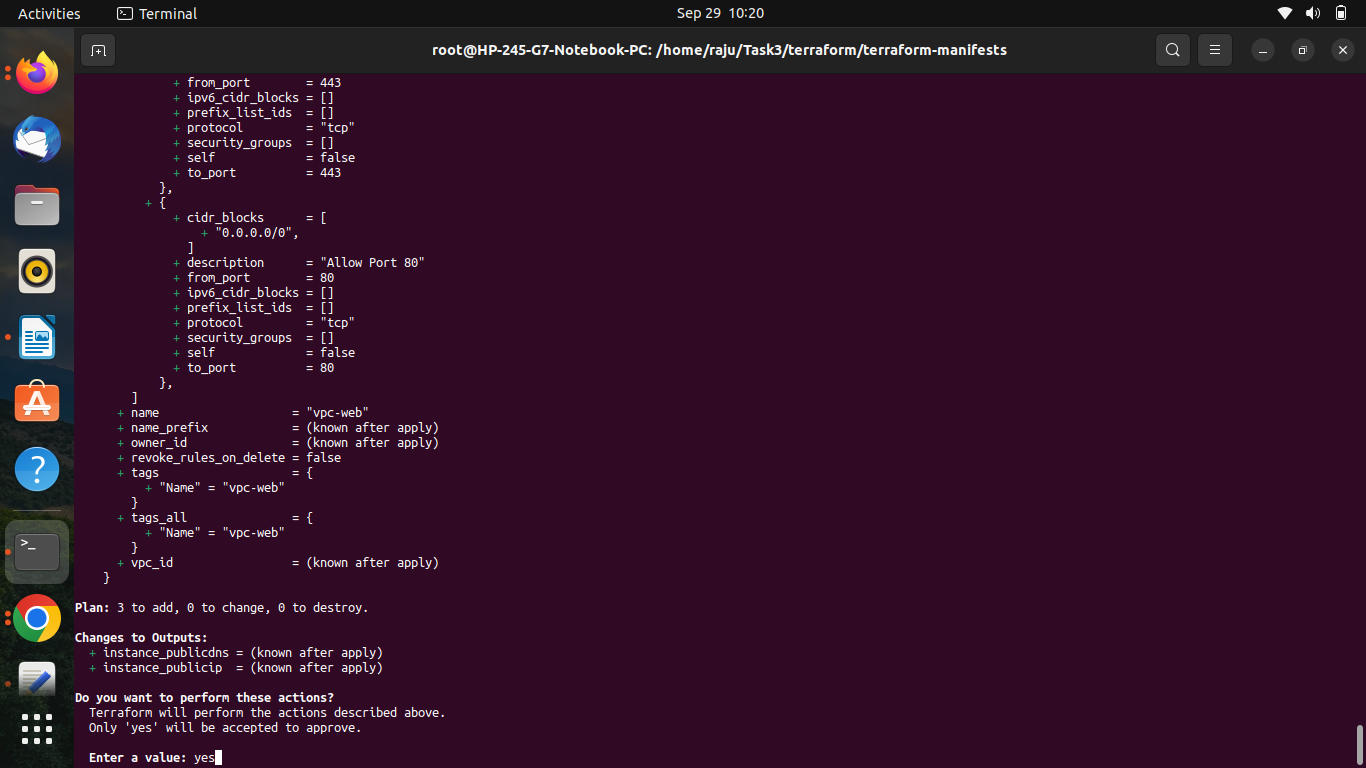 Activities
Terminal
Sep 29 10:20
root@HP-245-G7-Notebook-PC: /home/raju/Task3/terraform/terraform-manifests
              + from_port        = 443
              + ipv6_cidr_blocks = []
              + prefix_list_ids  = []
              + protocol         = "tcp"
              + security_groups  = []
              + self             = false
              + to_port          = 443
            },
          + {
              + cidr_blocks      = [
                  + "0.0.0.0/0",
                ]
              + description      = "Allow Port 80"
              + from_port        = 80
              + ipv6_cidr_blocks = []
              + prefix_list_ids  = []
              + protocol         = "tcp"
              + security_groups  = []
              + self             = false
              + to_port          = 80
            },
        ]
      + name                   = "vpc-web"
      + name_prefix            = (known after apply)
      + owner_id               = (known after apply)
      + revoke_rules_on_delete = false
      + tags                   = {
          + "Name" = "vpc-web"
        }
      + tags_all               = {
          + "Name" = "vpc-web"
        }
      + vpc_id                 = (known after apply)
    }
Plan: 3 to add, 0 to change, 0 to destroy.
Changes to Outputs:
  + instance_publicdns = (known after apply)
  + instance_publicip  = (known after apply)
Do you want to perform these actions?
  Terraform will perform the actions described above.
  Only 'yes' will be accepted to approve.
  Enter a value: yes